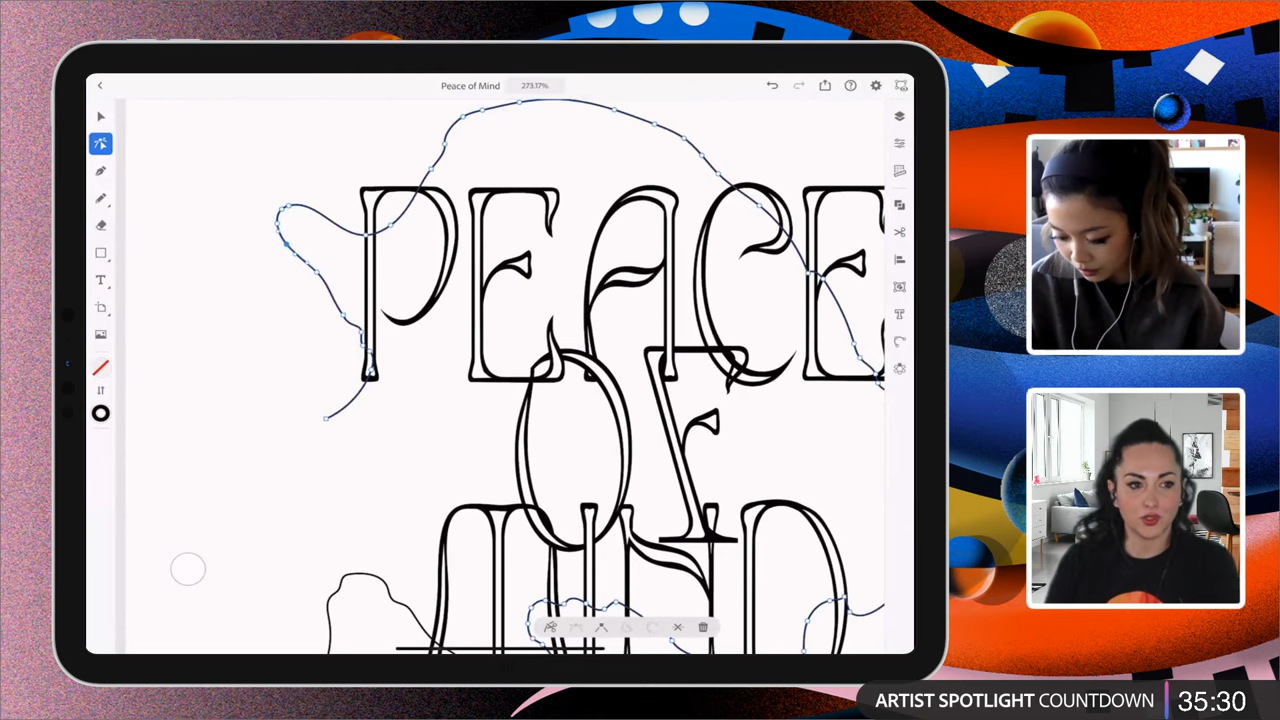 Peace of Mind 273.17%
PEACE
OF
MIND
ARTIST SPOTLIGHT COUNTDOWN 35:30